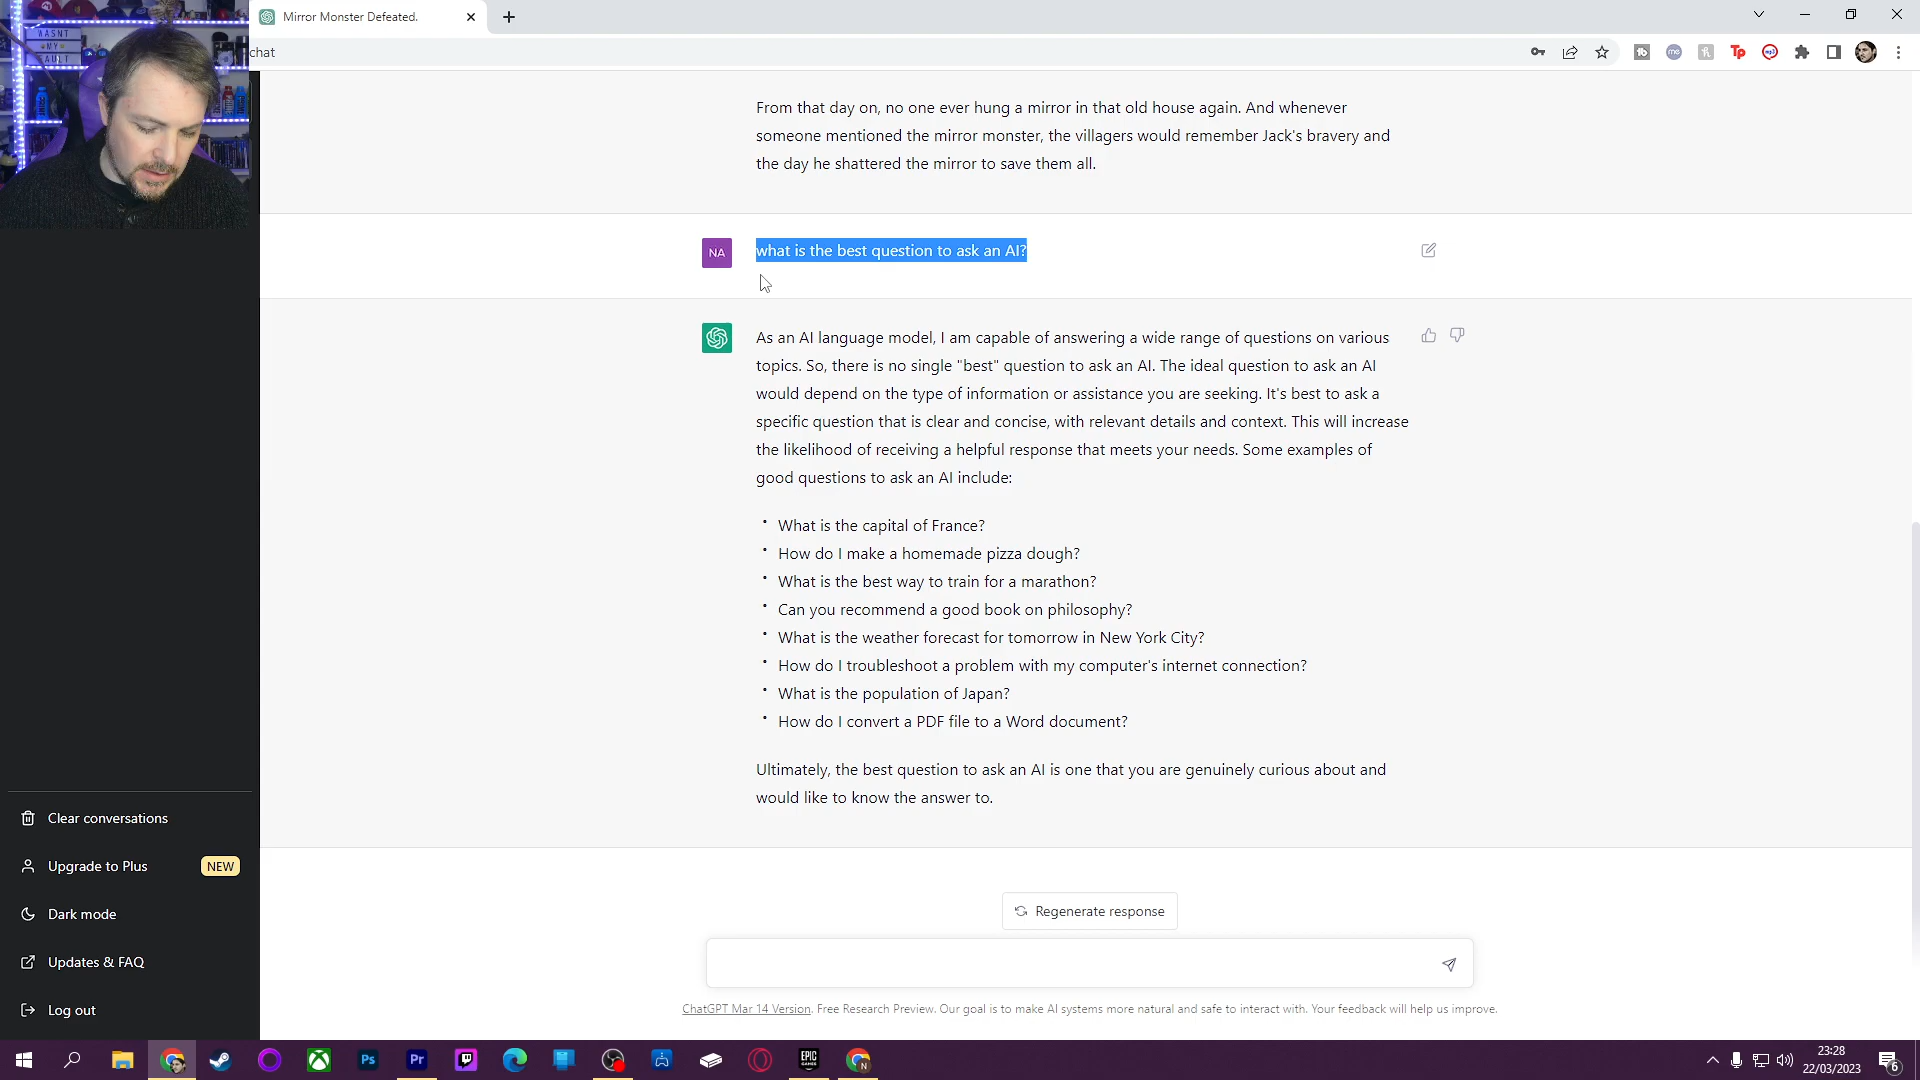 Mirror Monster Defeated.
chat
WASNT
MY
FAULT
From that day on, no one ever hung a mirror in that old house again. And whenever
someone mentioned the mirror monster, the villagers would remember Jack's bravery and
the day he shattered the mirror to save them all.
NA
what is the best question to ask an AI?
As an AI language model, I am capable of answering a wide range of questions on various
topics. So, there is no single "best" question to ask an AI. The ideal question to ask an AI
would depend on the type of information or assistance you are seeking. It's best to ask a
specific question that is clear and concise, with relevant details and context. This will increase
the likelihood of receiving a helpful response that meets your needs. Some examples of
good questions to ask an AI include:
• What is the capital of France?
• How do I make a homemade pizza dough?
• What is the best way to train for a marathon?
• Can you recommend a good book on philosophy?
• What is the weather forecast for tomorrow in New York City?
• How do I troubleshoot a problem with my computer's internet connection?
• What is the population of Japan?
• How do I convert a PDF file to a Word document?
Ultimately, the best question to ask an AI is one that you are genuinely curious about and
would like to know the answer to.
Clear conversations
Upgrade to Plus NEW
Dark mode
Updates & FAQ
Log out
Regenerate response
ChatGPT Mar 14 Version. Free Research Preview. Our goal is to make AI systems more natural and safe to interact with. Your feedback will help us improve.
Ps
Pr
EPIC
GAMES
N
23:28
22/03/2023
6